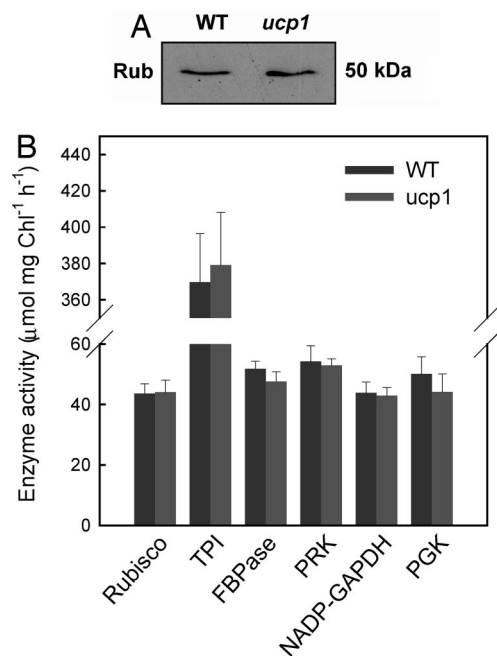 A
WT ucp1
Rub 50 kDa
B
Enzyme activity (μmol mg Chl⁻¹ h⁻¹)
440
420
400
380
360
60
40
20
0
WT
ucp1
Rubisco
TPI
FBPase
PRK
NADP-GAPDH
PGK